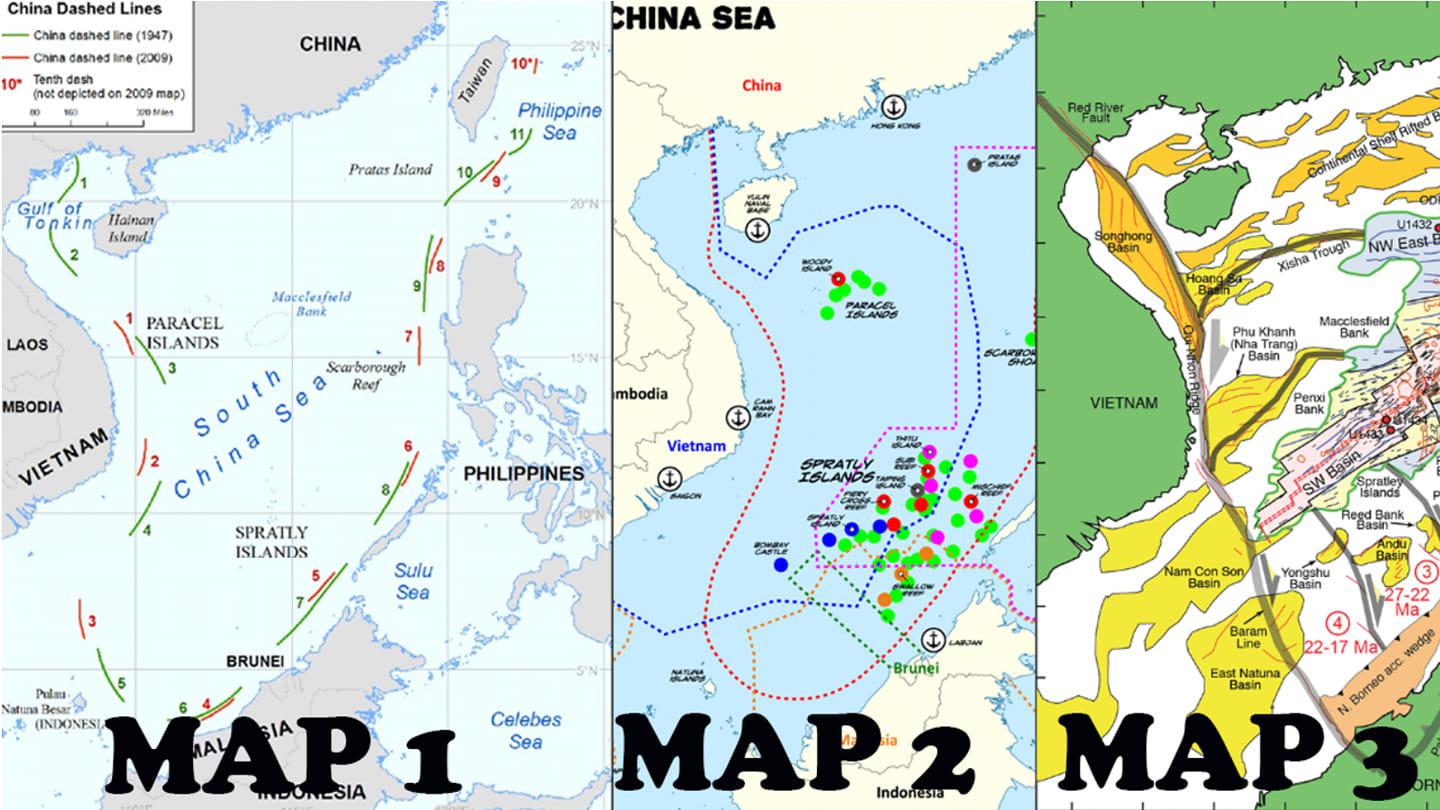 China Dashed Lines
China dashed line (1947)
China dashed line (2009)
10*
Tenth dash
(not depicted on 2009 map)
80 160 320 Miles
CHINA
25°N
Taiwan
10*
Philippine
Sea
11
Pratas Island
10
9
1
Gulf of
Tonkin
Hainan
Island
20°N
2
8
9
Macclesfield
Bank
1
PARACEL
ISLANDS
7
LAOS
3
15°N
Scarborough
Reef
South
China Sea
MBODIA
VIETNAM
6
2
PHILIPPINES
8
4
10°N
SPRATLY
ISLANDS
5
7
Sulu
Sea
3
BRUNEI
5°N
5
4
6
Pulau
Natuna Besar
(INDONESI
MALAYSIA
Celebes
Sea
INDONESIA
MAP 1
CHINA SEA
China
HONG KONG
PRATAS
ISLAND
YULIN
NAVAL
BASE
WOODY
ISLAND
PARACEL
ISLANDS
SCARBOR
SHOA
mbodia
CAM
RANH
BAY
Vietnam
THITU
ISLAND
SUBI
REEF
SPRATLY
ISLANDS
TAIPING
ISLAND
SAIGON
FIERY
CROSS
REEF
MISCHIEF
REEF
SPRATLY
ISLAND
BOMBAY
CASTLE
SWALLOW
REEF
LABUAN
Brunei
NATUNA
ISLANDS
Malaysia
Indonesia
MAP 2
Red River
Fault
Continental Shelf Rifted B
OD
U1432
Songhong
Basin
NW East B
Xisha Trough
Hoang Sa
Basin
Macclesfield
Bank
Phu Khanh
(Nha Trang)
Basin
Qui Nhon Ridge
VIETNAM
Penxi
Bank
U1434
U1433
SW Basin
Spratley
Islands
Reed Bank
Basin
Andu
Basin
Nam Con Son
Basin
Yongshu
Basin
3
27-22
Ma
4
22-17 Ma
Baram
Line
East Natuna
Basin
N. Borneo acc. wedge
MAP 3